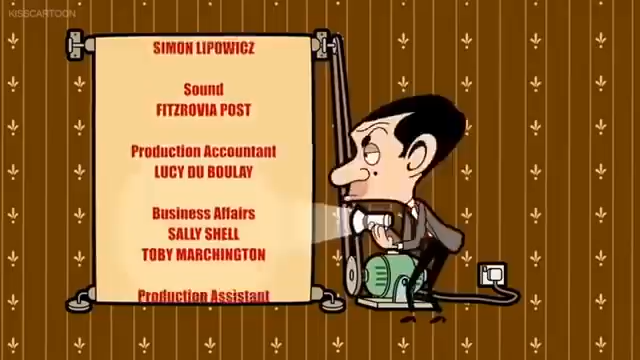 KISSCARTOON
SIMON LIPOWICZ
Sound
FITZROVIA POST
Production Accountant
LUCY DU BOULAY
Business Affairs
SALLY SHELL
TOBY MARCHINGTON
Production Assistant